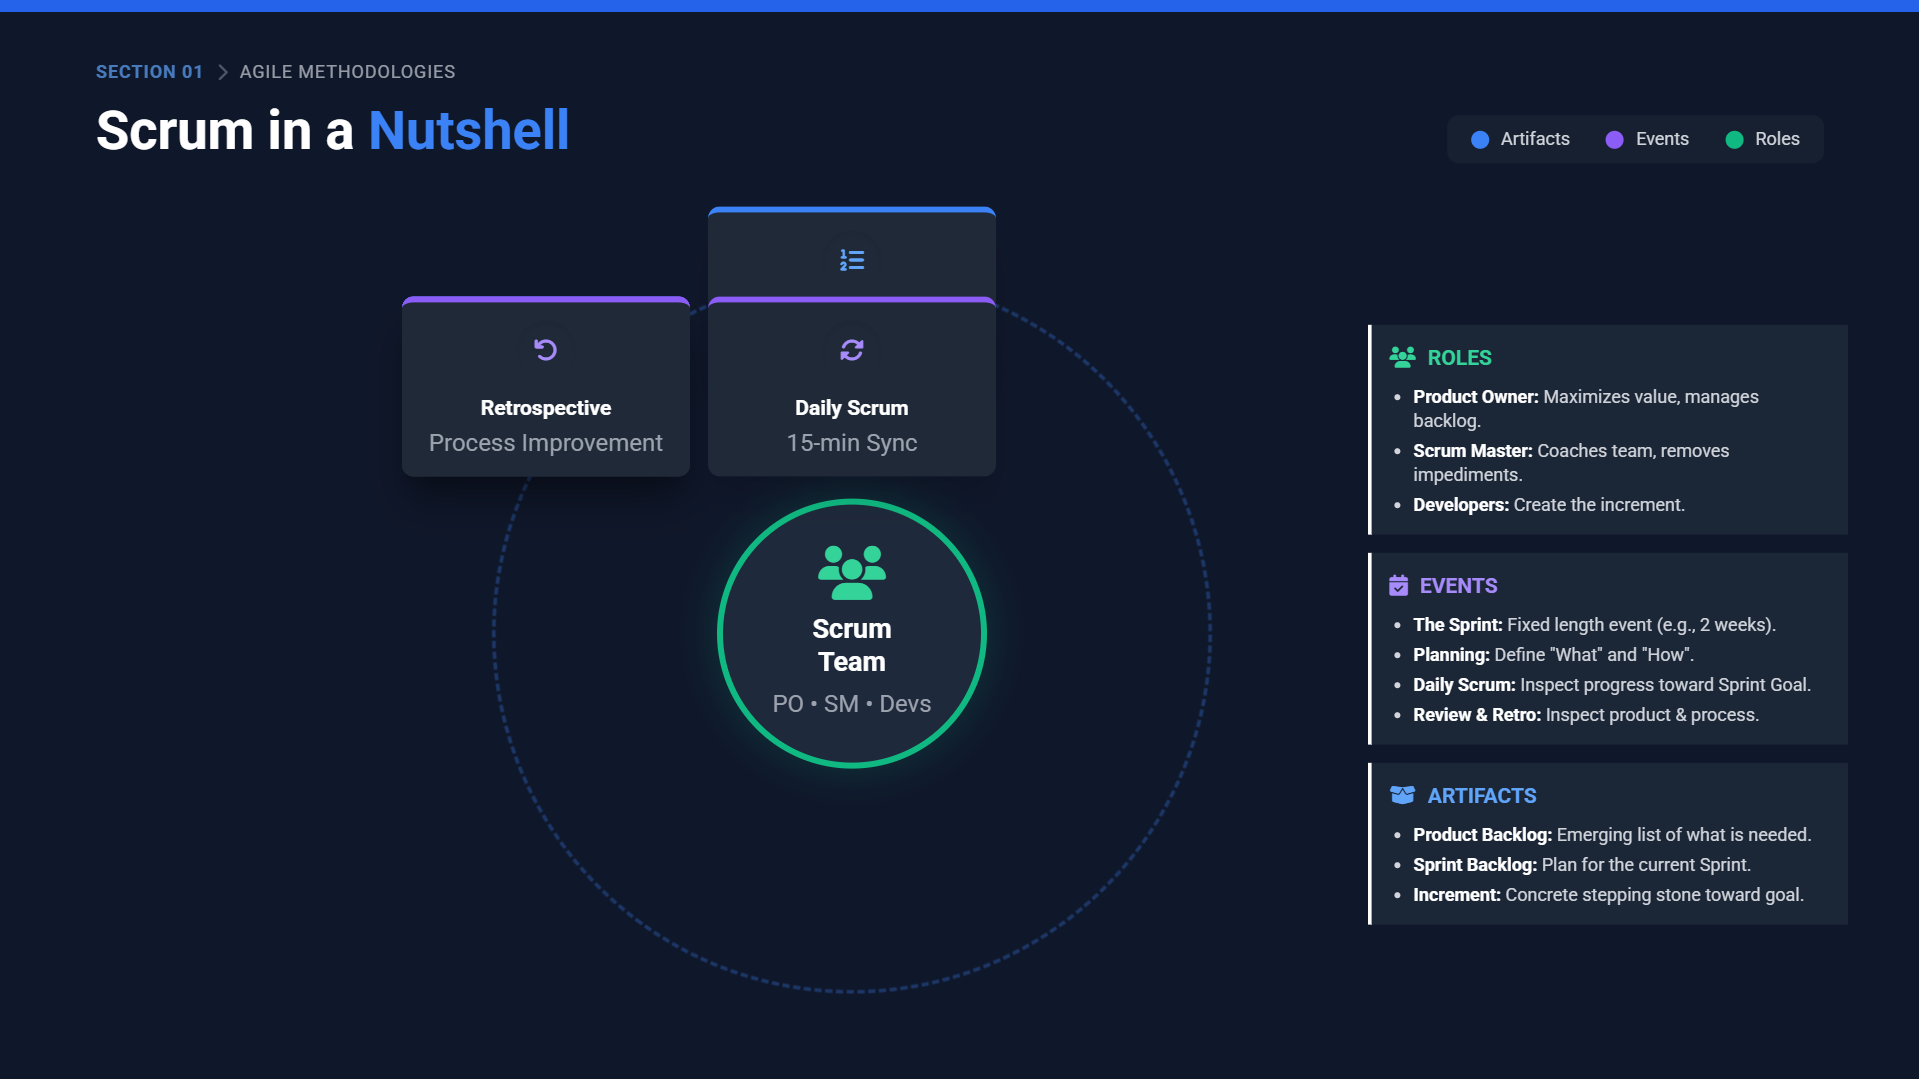 SECTION 01 > AGILE METHODOLOGIES
Scrum in a Nutshell
Artifacts
Events
Roles
Retrospective
Process Improvement
Daily Scrum
15-min Sync
Scrum
Team
PO • SM • Devs
ROLES
• Product Owner: Maximizes value, manages
backlog.
• Scrum Master: Coaches team, removes
impediments.
• Developers: Create the increment.
EVENTS
• The Sprint: Fixed length event (e.g., 2 weeks).
• Planning: Define "What" and "How".
• Daily Scrum: Inspect progress toward Sprint Goal.
• Review & Retro: Inspect product & process.
ARTIFACTS
• Product Backlog: Emerging list of what is needed.
• Sprint Backlog: Plan for the current Sprint.
• Increment: Concrete stepping stone toward goal.